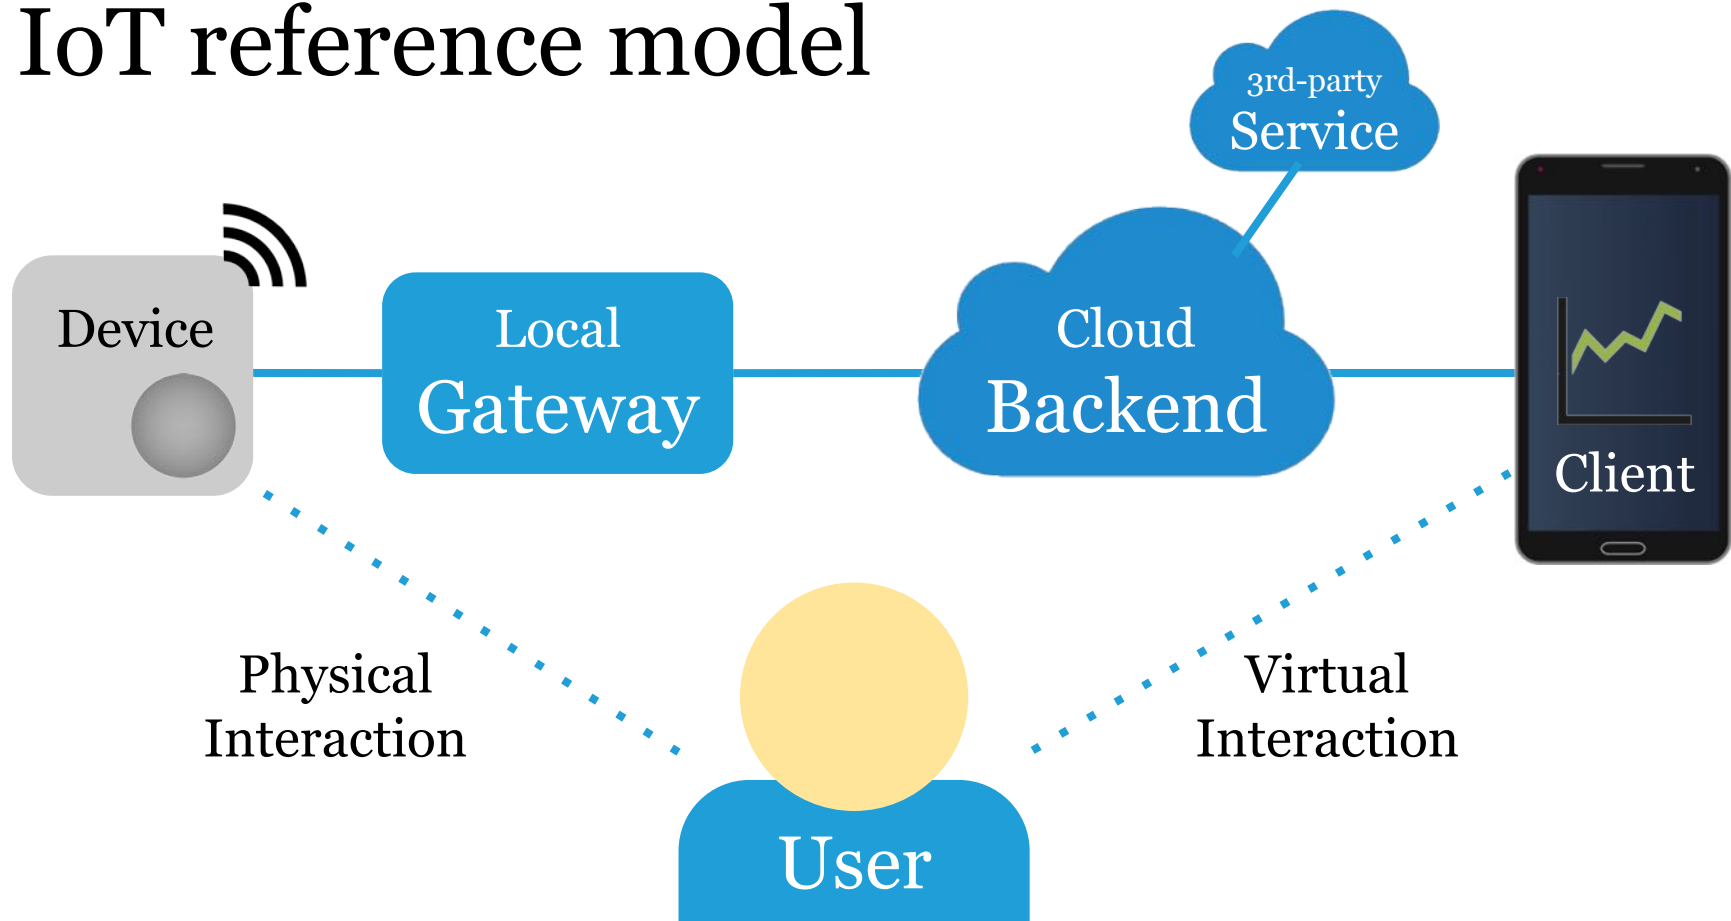 IoT reference model
3rd-party
Service
Device
Local
Gateway
Cloud
Backend
Client
Physical
Interaction
Virtual
Interaction
User